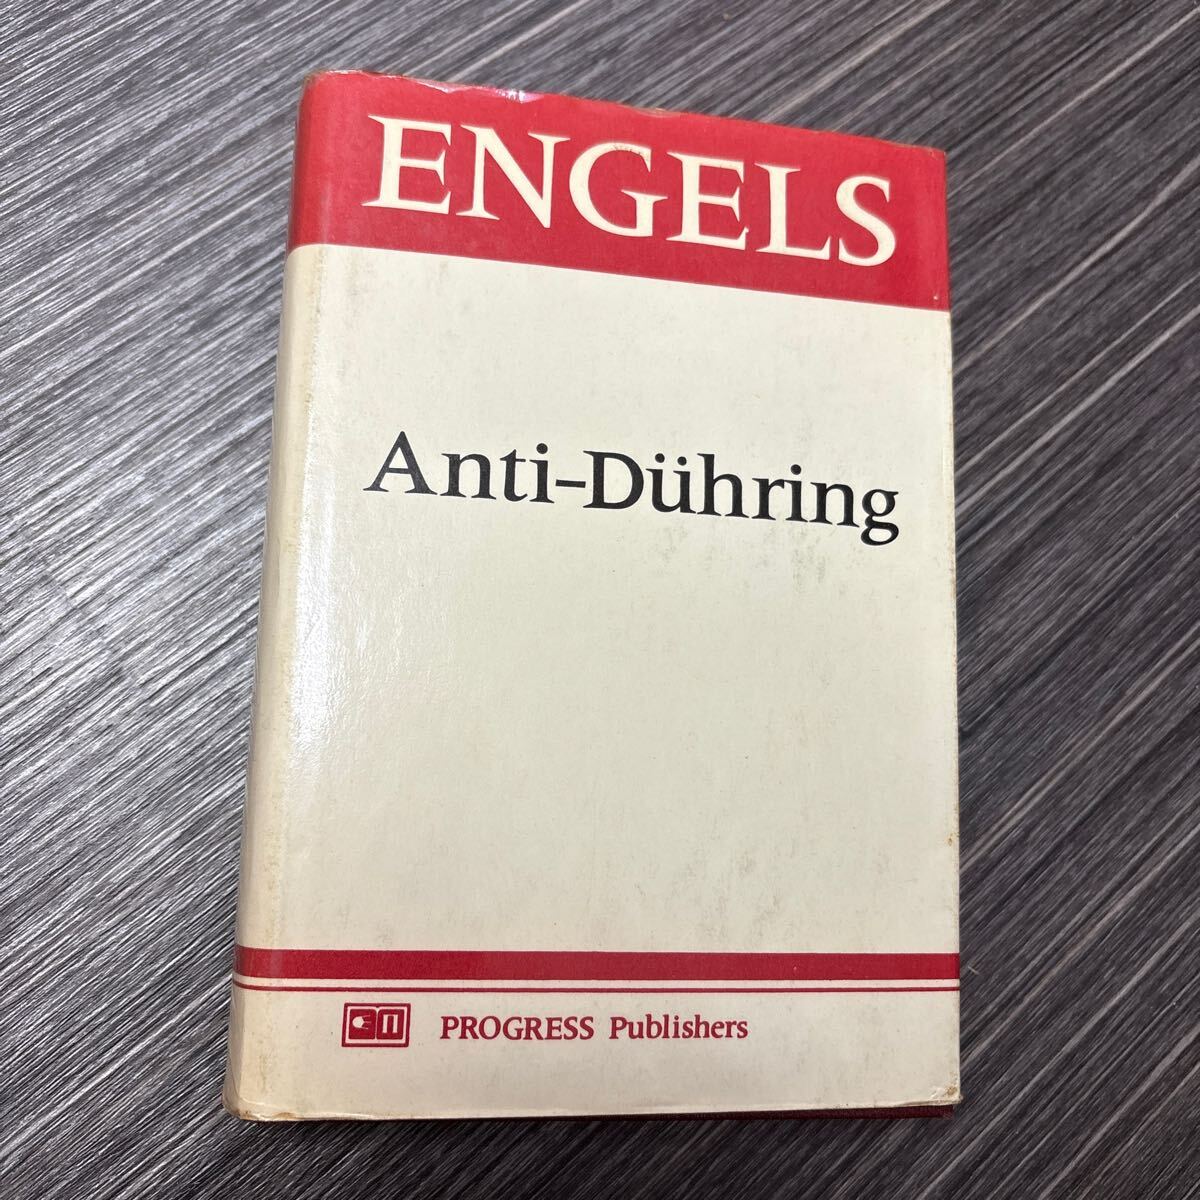 ENGELS
Anti-Dühring
PROGRESS Publishers